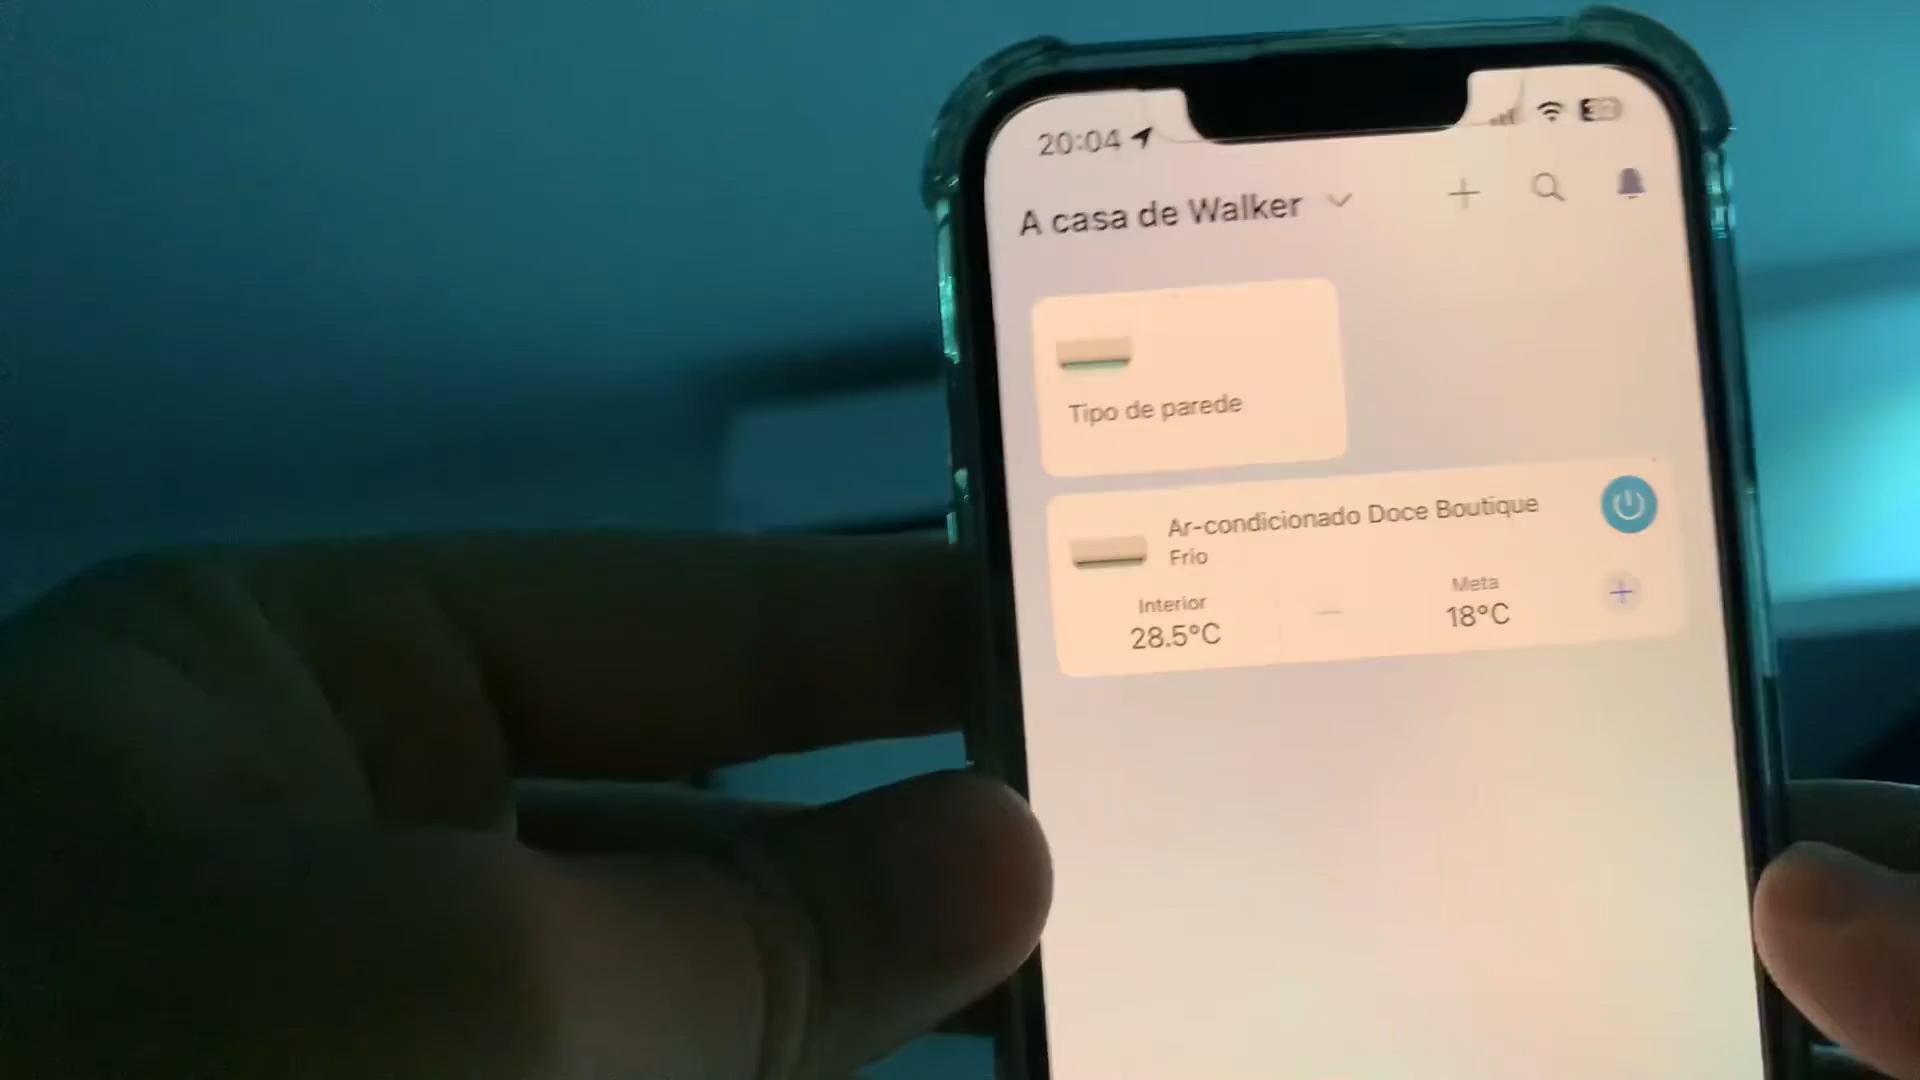 20:04
A casa de Walker
Tipo de parede
Ar-condicionado Doce Boutique
Frio
Interior
28.5°C
Meta
18°C